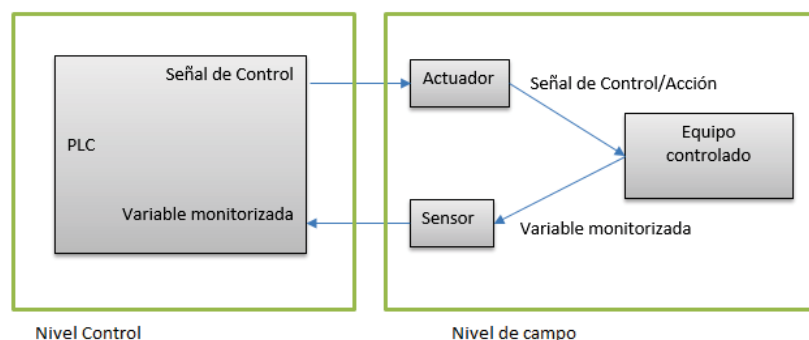 Señal de Control
PLC
Variable monitorizada
Actuador
Señal de Control/Acción
Equipo
controlado
Sensor
Variable monitorizada
Nivel Control
Nivel de campo